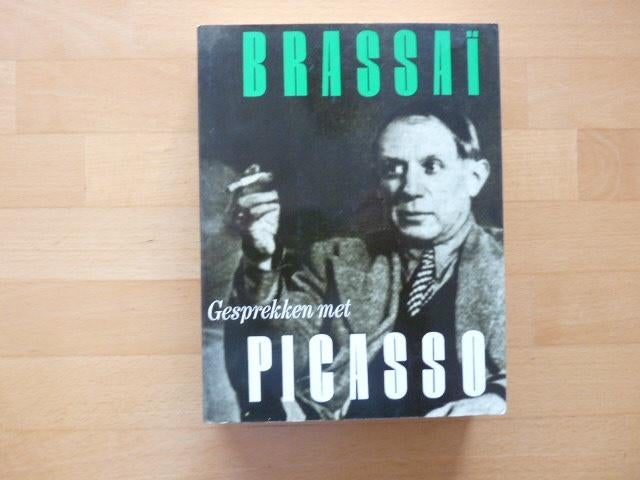 BRASSAÏ
Gesprekken met
PICASSO